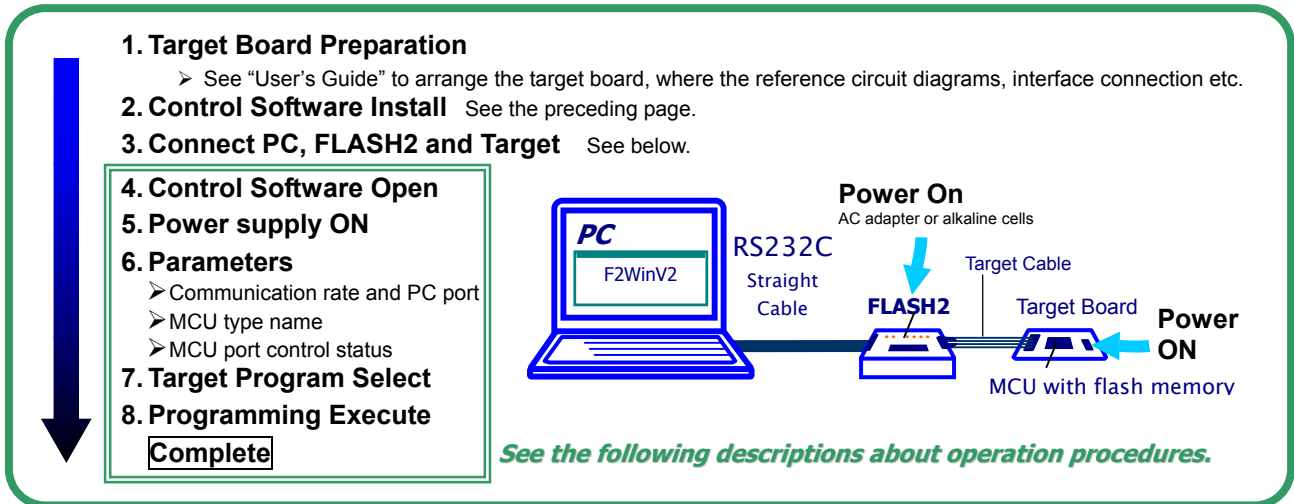 1. Target Board Preparation
➢ See “User’s Guide” to arrange the target board, where the reference circuit diagrams, interface connection etc.
2. Control Software Install See the preceding page.
3. Connect PC, FLASH2 and Target See below.
4. Control Software Open
5. Power supply ON
6. Parameters
➢Communication rate and PC port
➢MCU type name
➢MCU port control status
7. Target Program Select
8. Programming Execute
Complete
PC
F2WinV2
RS232C
Straight
Cable
Power On
AC adapter or alkaline cells
FLASH2
Target Cable
Target Board
Power
ON
MCU with flash memory
See the following descriptions about operation procedures.